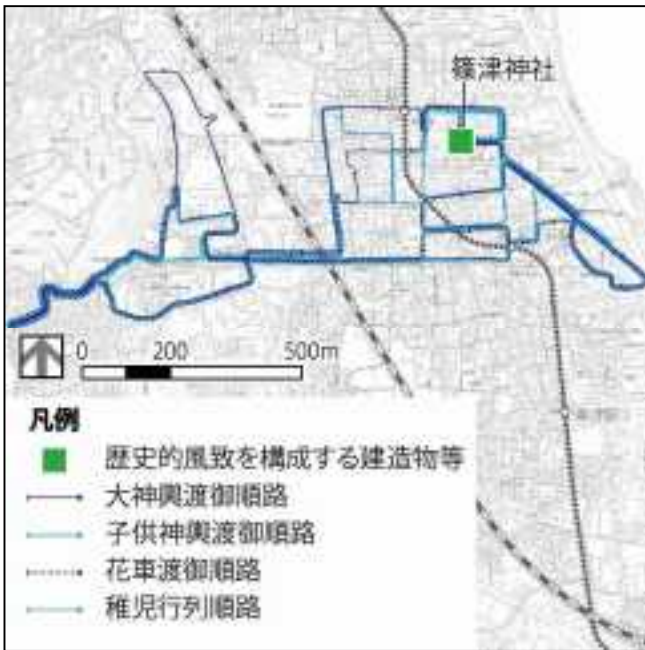 篠津神社
0 200 500m
凡例
歴史的風致を構成する建造物等
大神輿渡御順路
子供神輿渡御順路
花車渡御順路
稚児行列順路